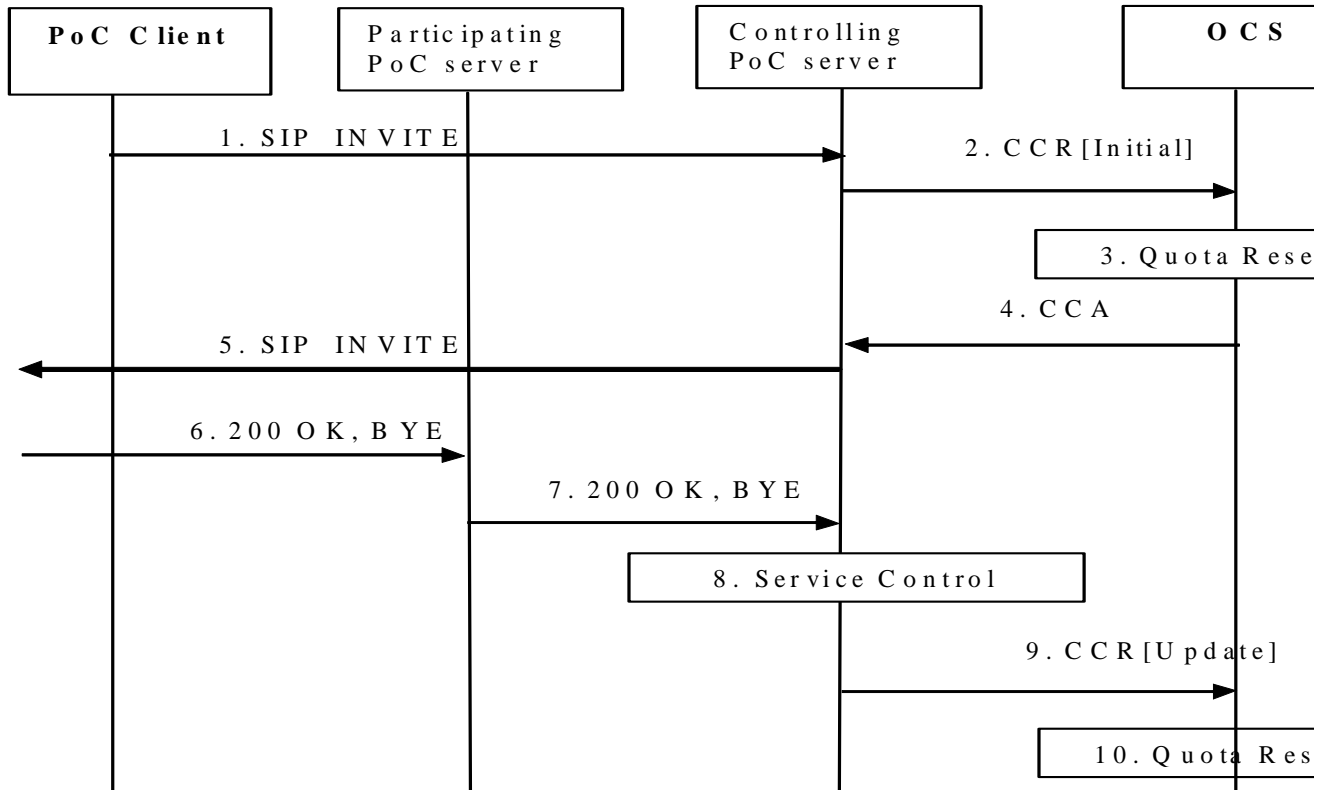 PoC Client
Participating
PoC server
Controlling
PoC server
OCS
1. SIP INVITE
2. CCR[Initial]
3. Quota Rese
4. CCA
5. SIP INVITE
6.200 OK, BYE
7.200 OK, BYE
8. Service Control
9. CCR[Update]
10. Quota Res